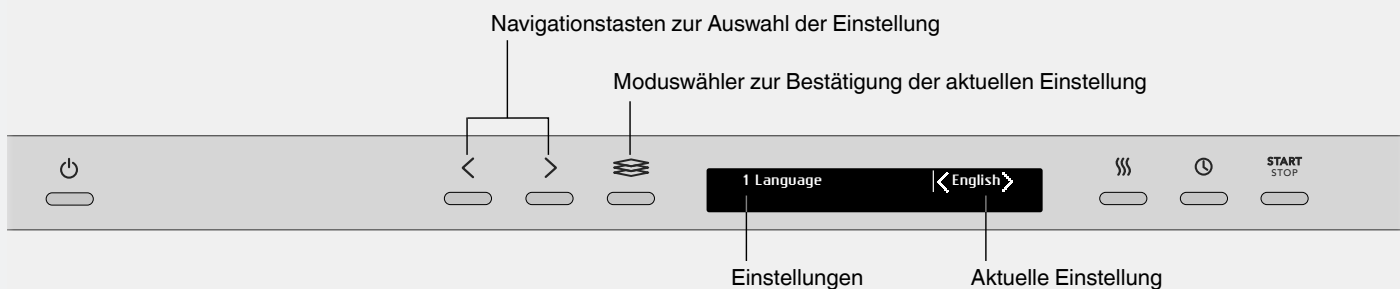 Navigationstasten zur Auswahl der Einstellung
Moduswähler zur Bestätigung der aktuellen Einstellung
1 Language
English
START
STOP
Einstellungen
Aktuelle Einstellung